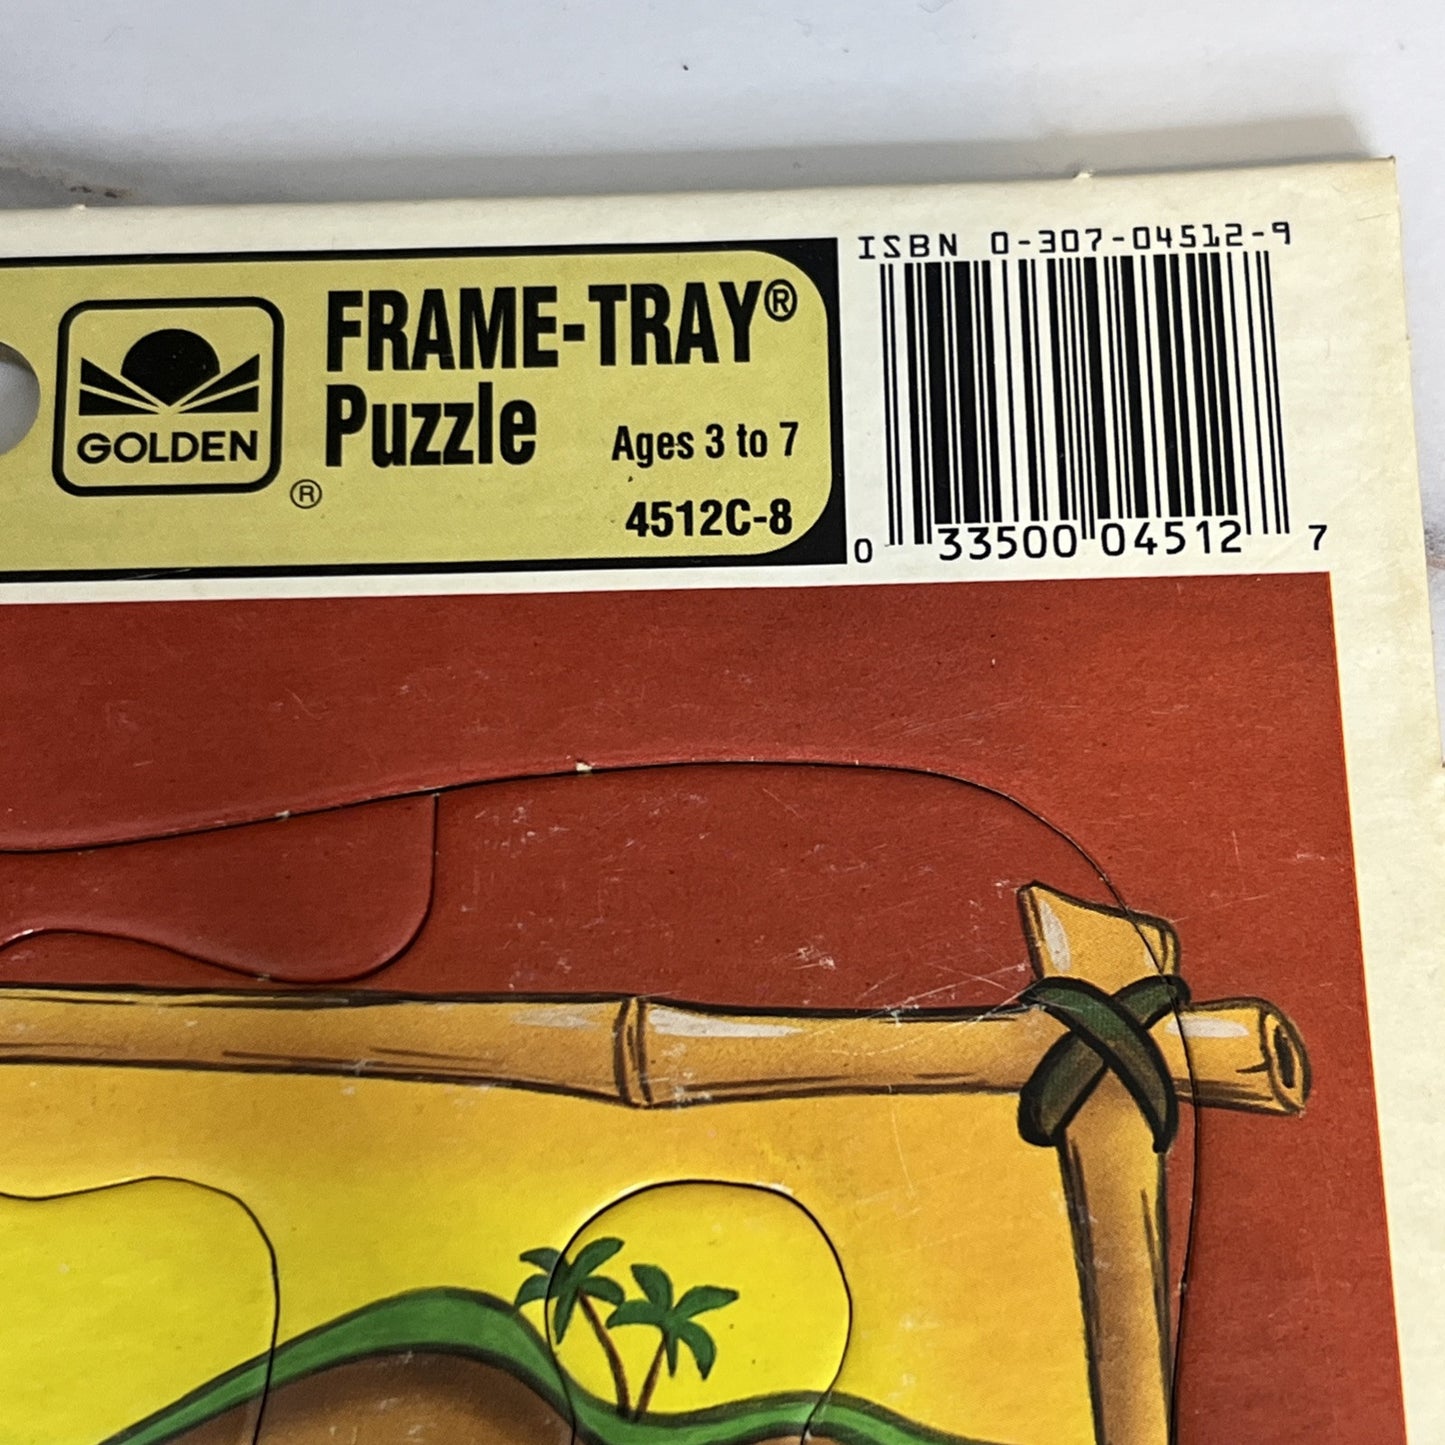 GOLDEN
®
FRAME-TRAY®
Puzzle
Ages 3 to 7
4512C-8
ISBN 0-307-04512-9
0 33500 04512 7